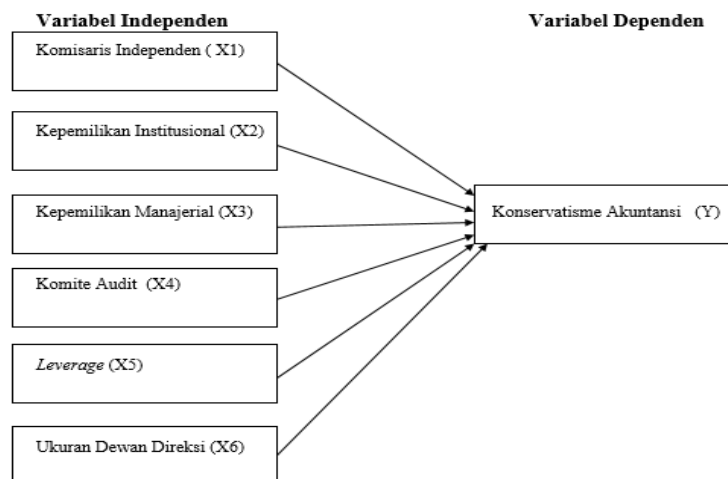 Variabel Independen
Variabel Dependen
Komisaris Independen ( X1)
Kepemilikan Institusional (X2)
Kepemilikan Manajerial (X3)
Konservatisme Akuntansi (Y)
Komite Audit (X4)
Leverage (X5)
Ukuran Dewan Direksi (X6)